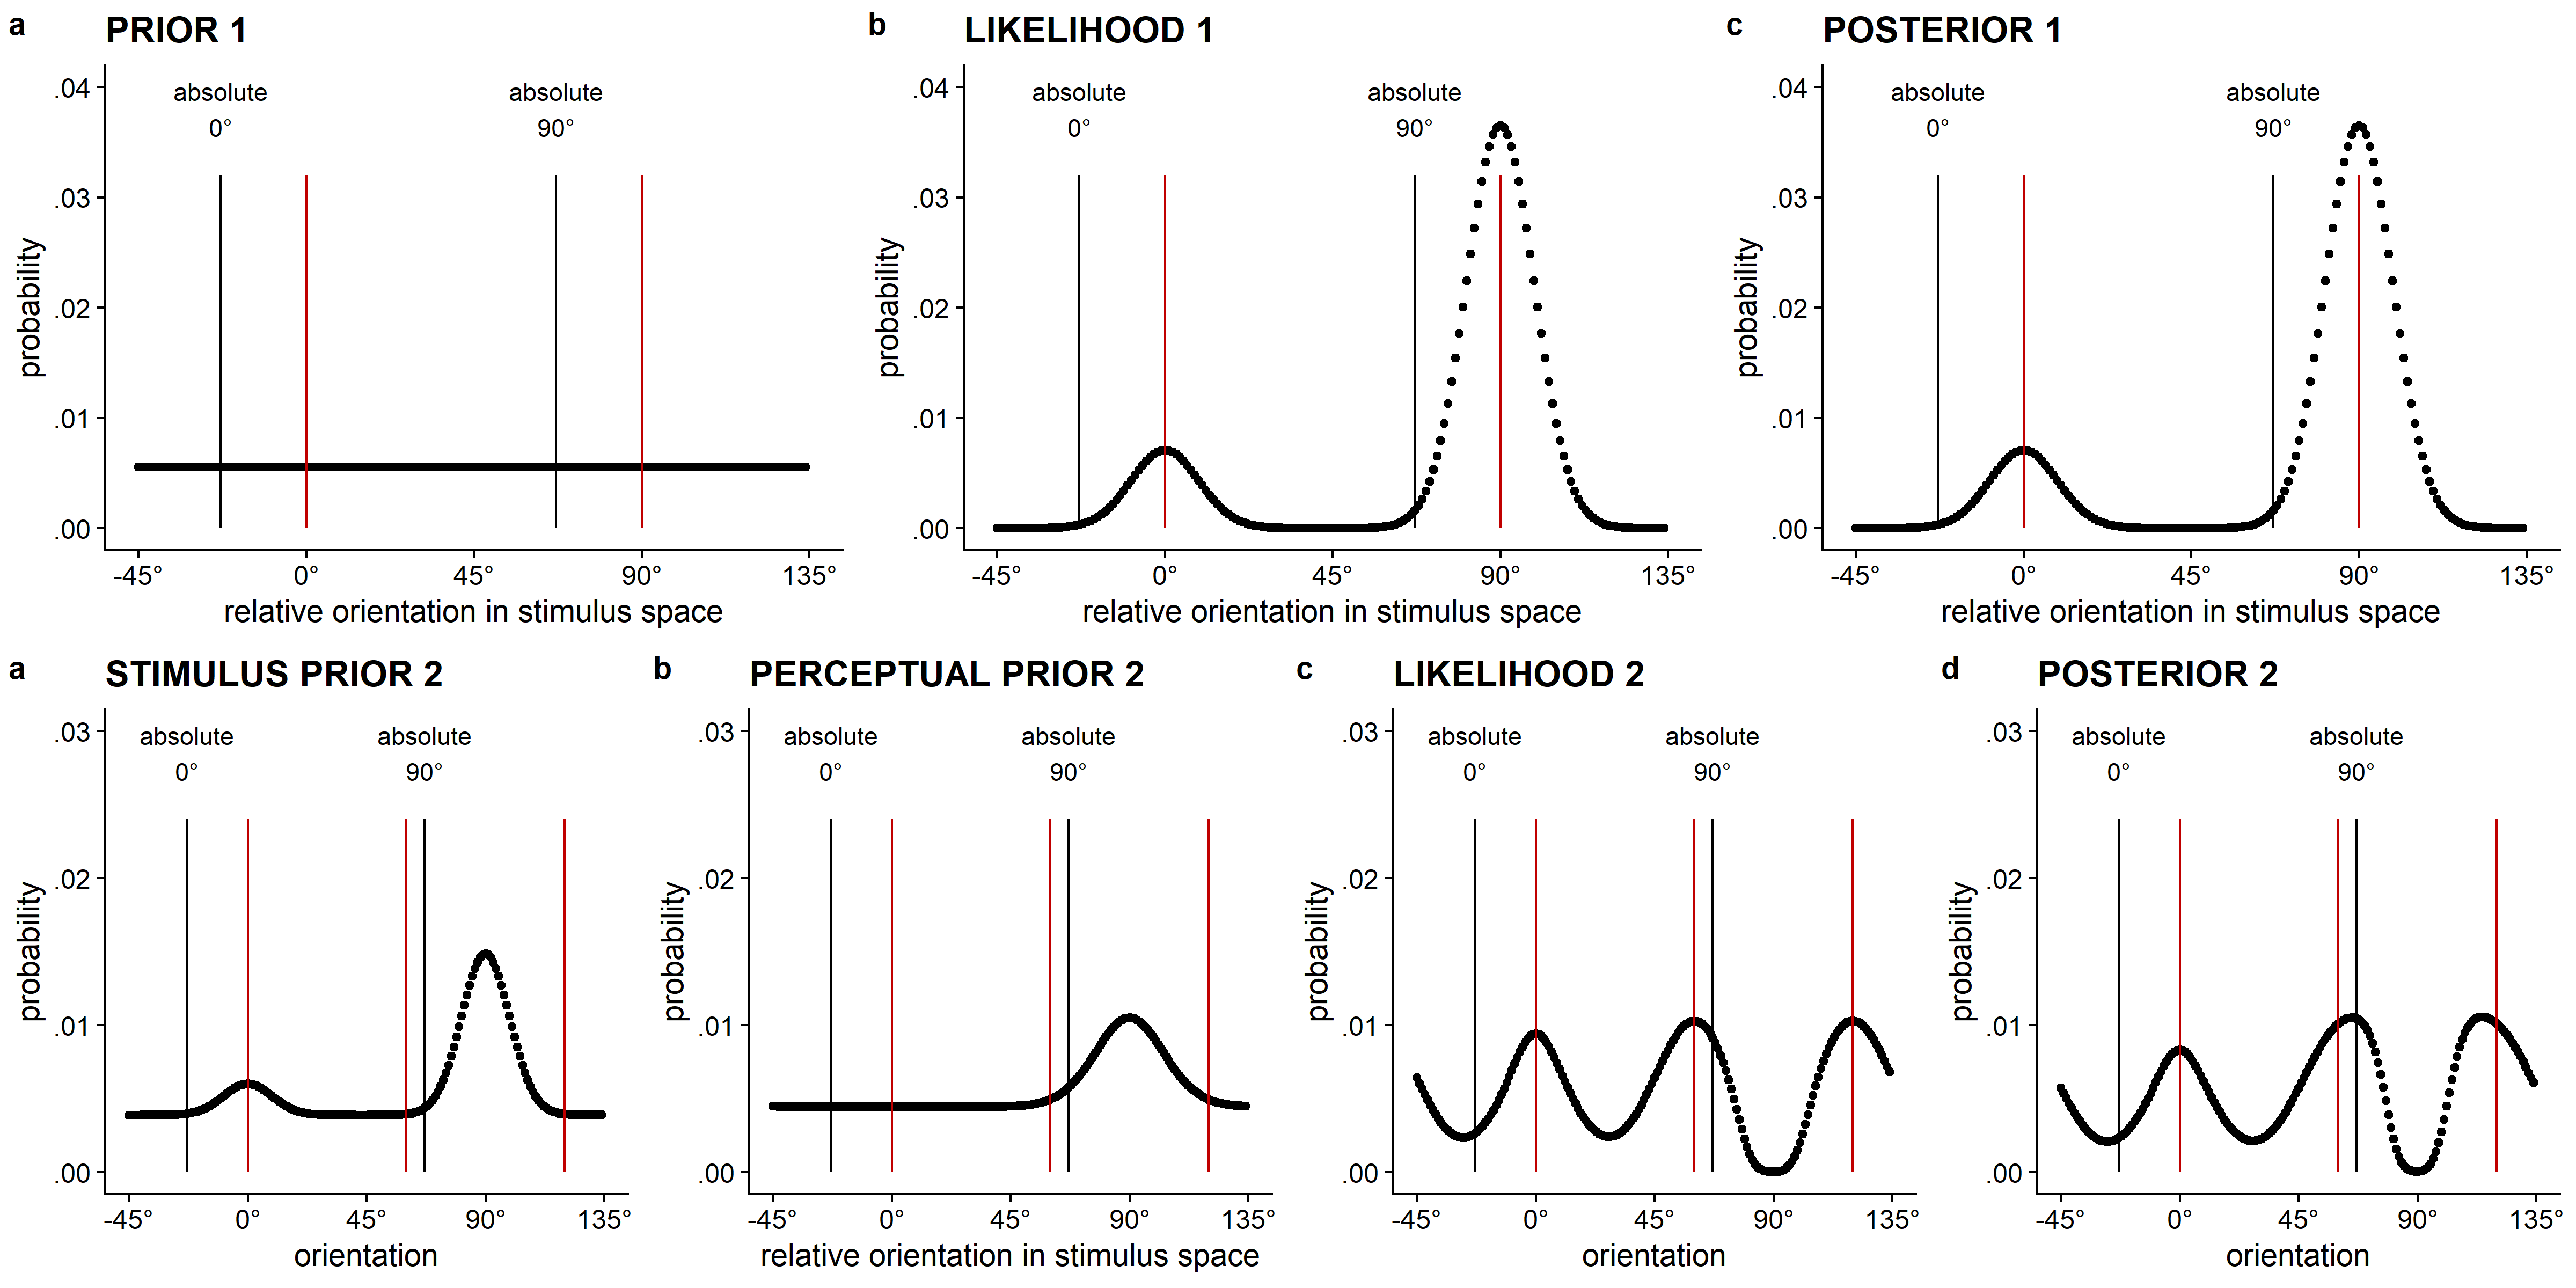 a PRIOR 1
.04
.03
.02
.01
.00
absolute
0°
absolute
90°
probability
-45° 0° 45° 90° 135°
relative orientation in stimulus space
b LIKELIHOOD 1
.04
.03
.02
.01
.00
absolute
0°
absolute
90°
probability
-45° 0° 45° 90° 135°
relative orientation in stimulus space
c POSTERIOR 1
.04
.03
.02
.01
.00
absolute
0°
absolute
90°
probability
-45° 0° 45° 90° 135°
relative orientation in stimulus space
a STIMULUS PRIOR 2
.03
.02
.01
.00
absolute
0°
absolute
90°
probability
-45° 0° 45° 90° 135°
orientation
b PERCEPTUAL PRIOR 2
.03
.02
.01
.00
absolute
0°
absolute
90°
probability
-45° 0° 45° 90° 135°
relative orientation in stimulus space
c LIKELIHOOD 2
.03
.02
.01
.00
absolute
0°
absolute
90°
probability
-45° 0° 45° 90° 135°
orientation
d POSTERIOR 2
.03
.02
.01
.00
absolute
0°
absolute
90°
probability
-45° 0° 45° 90° 135°
orientation